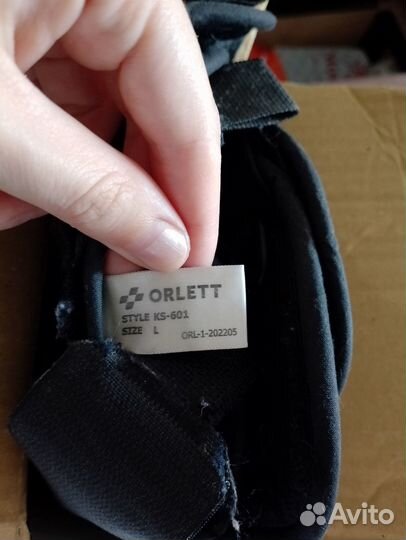 ORLETT
STYLE KS-601
SIZE L ORL-1-202205
Avito